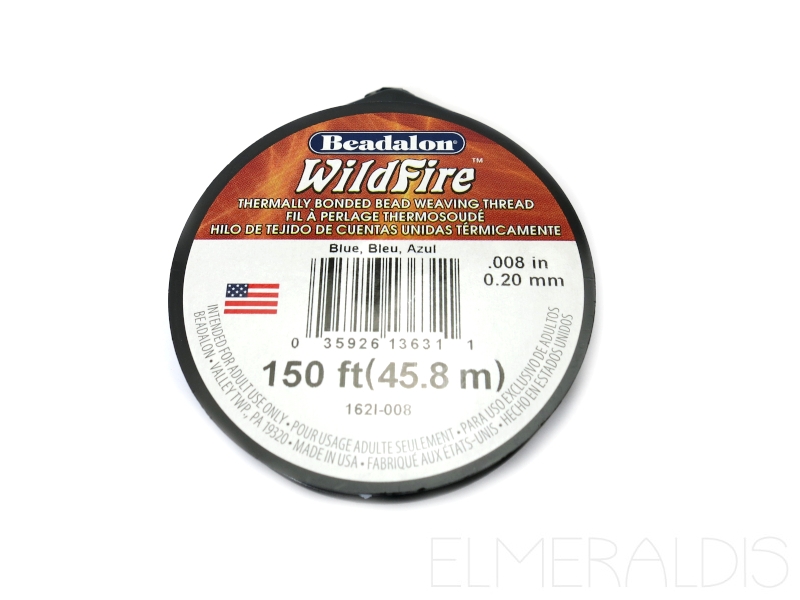 Beadalon
WildFire™
THERMALLY BONDED BEAD WEAVING THREAD
FIL À PERLAGE THERMOSOUDÉ
HILO DE TEJIDO DE CUENTAS UNIDAS TÉRMICAMENTE
Blue, Bleu, Azul
.008 in
0.20 mm
0 35926 13631 1
150 ft(45.8 m)
162I-008
INTENDED FOR ADULT USE ONLY • POUR USAGE ADULTE SEULEMENT • PARA USO EXCLUSIVO DE ADULTOS
BEADALON • VALLEY TWP., PA 19320 • MADE IN USA • FABRIQUÉ AUX ÉTATS-UNIS • HECHO EN ESTADOS UNIDOS
ELMERALDIS